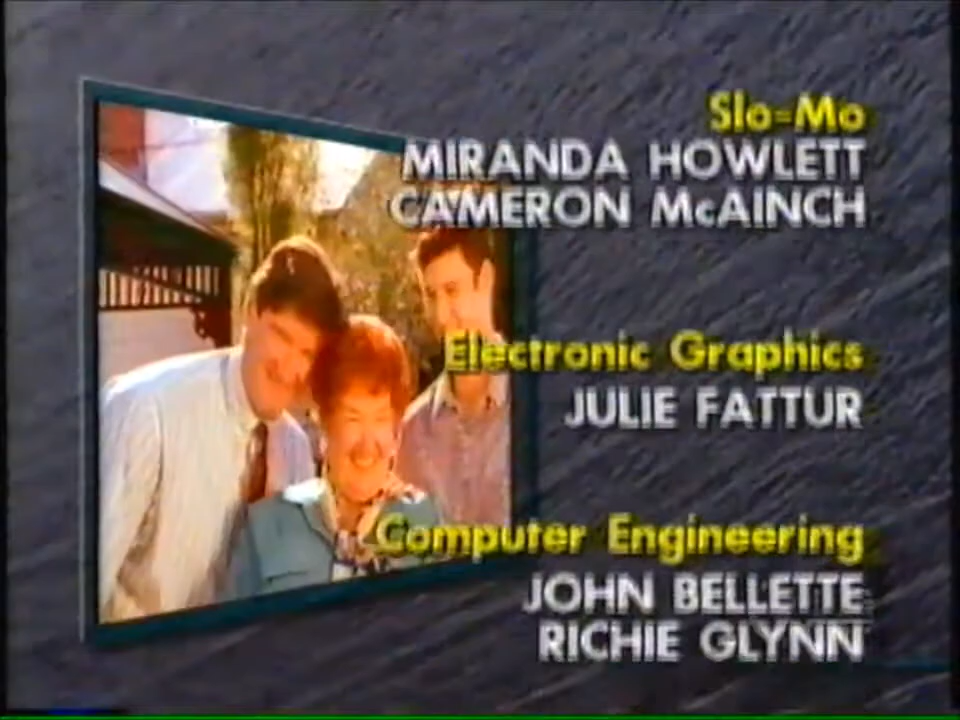 Slo-Mo
MIRANDA HOWLETT
CAMERON McAINCH
Electronic Graphics
JULIE FATTUR
Computer Engineering
JOHN BELLETTE
RICHIE GLYNN